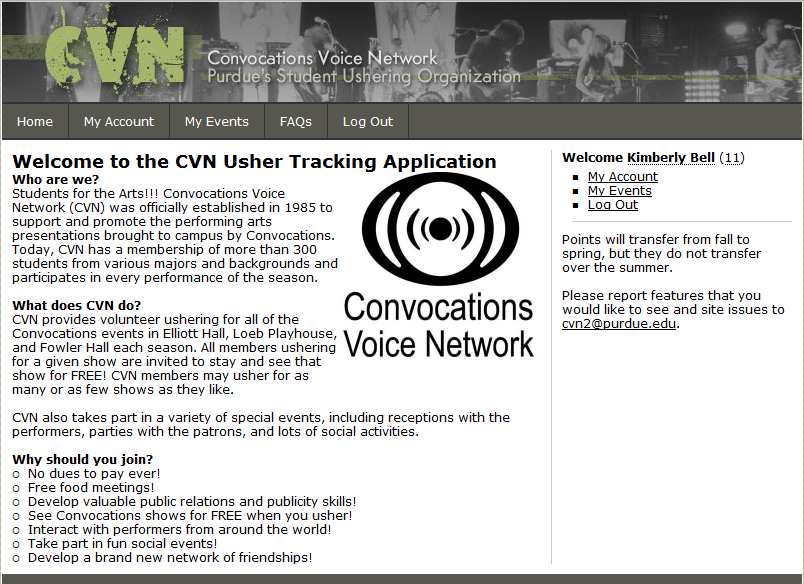 CVN
Convocations Voice Network
Purdue's Student Ushering Organization
Home My Account My Events FAQs Log Out
Welcome to the CVN Usher Tracking Application
Who are we?
Students for the Arts!!! Convocations Voice
Network (CVN) was officially established in 1985 to
support and promote the performing arts
presentations brought to campus by Convocations.
Today, CVN has a membership of more than 300
students from various majors and backgrounds and
participates in every performance of the season.
Convocations
Voice Network
What does CVN do?
CVN provides volunteer ushering for all of the
Convocations events in Elliott Hall, Loeb Playhouse,
and Fowler Hall each season. All members ushering
for a given show are invited to stay and see that
show for FREE! CVN members may usher for as
many or as few shows as they like.
CVN also takes part in a variety of special events, including receptions with the
performers, parties with the patrons, and lots of social activities.
Why should you join?
No dues to pay ever!
Free food meetings!
Develop valuable public relations and publicity skills!
See Convocations shows for FREE when you usher!
Interact with performers from around the world!
Take part in fun social events!
Develop a brand new network of friendships!
Welcome Kimberly Bell (11)
My Account
My Events
Log Out
Points will transfer from fall to
spring, but they do not transfer
over the summer.
Please report features that you
would like to see and site issues to
cvn2@purdue.edu.